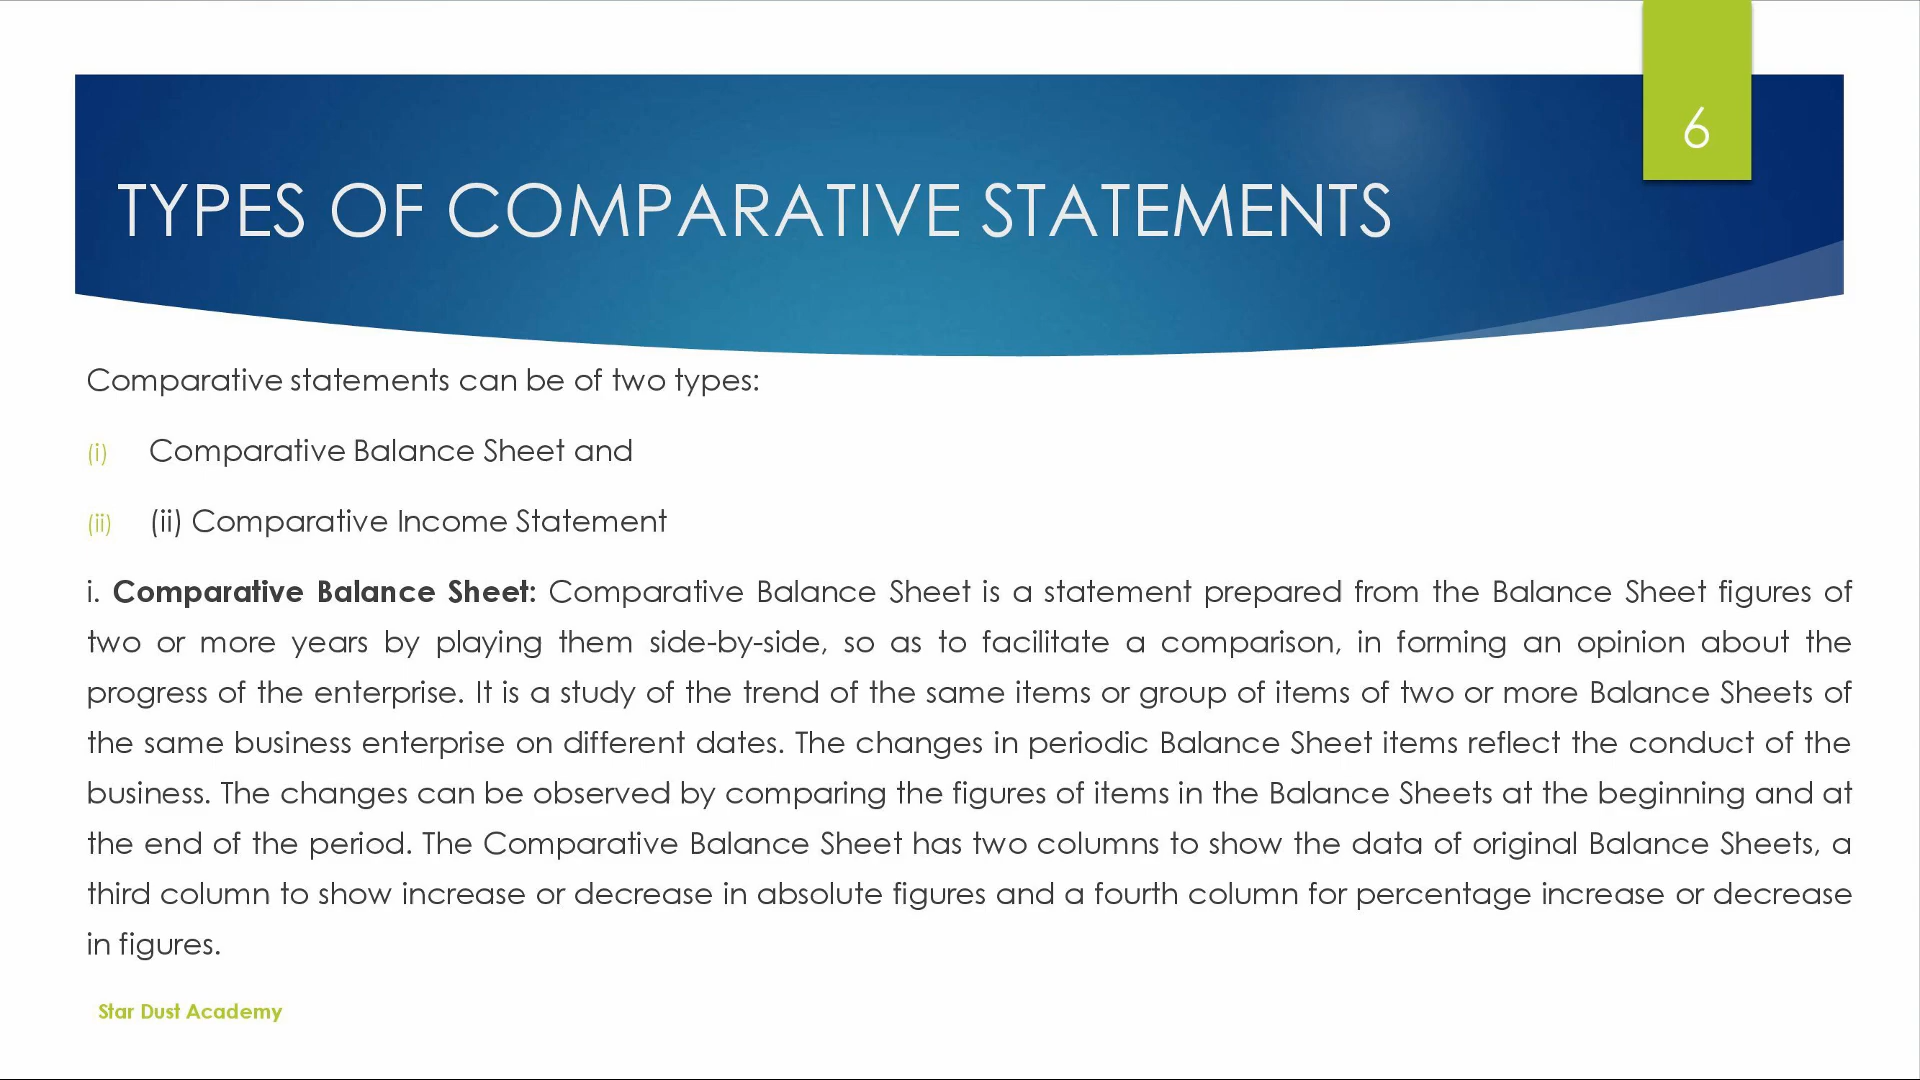 6
TYPES OF COMPARATIVE STATEMENTS
Comparative statements can be of two types:
(i) Comparative Balance Sheet and
(ii) (ii) Comparative Income Statement
i. Comparative Balance Sheet: Comparative Balance Sheet is a statement prepared from the Balance Sheet figures of
two or more years by playing them side-by-side, so as to facilitate a comparison, in forming an opinion about the
progress of the enterprise. It is a study of the trend of the same items or group of items of two or more Balance Sheets of
the same business enterprise on different dates. The changes in periodic Balance Sheet items reflect the conduct of the
business. The changes can be observed by comparing the figures of items in the Balance Sheets at the beginning and at
the end of the period. The Comparative Balance Sheet has two columns to show the data of original Balance Sheets, a
third column to show increase or decrease in absolute figures and a fourth column for percentage increase or decrease
in figures.
Star Dust Academy